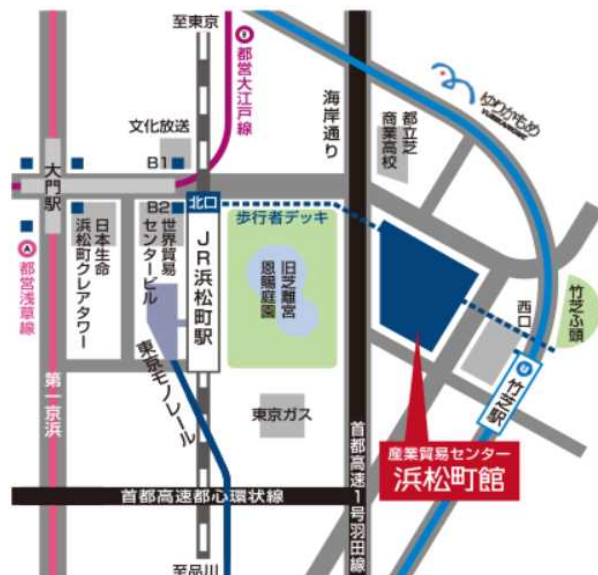 至東京
都営大江戸線
E
ゆりかもめ
YURIKAMOME
文化放送
海岸通り
都立芝
商業高校
B1
大門駅
B2
北口
歩行者デッキ
日本生命
浜松町クレアタワー
世界貿易
センタービル
JR浜松町駅
旧芝離宮
恩賜庭園
A
都営浅草線
西口
竹芝ふ頭
U
竹芝駅
第一京浜
東京モノレール
東京ガス
産業貿易センター
浜松町館
首都高速都心環状線
首都高速1号羽田線
至品川